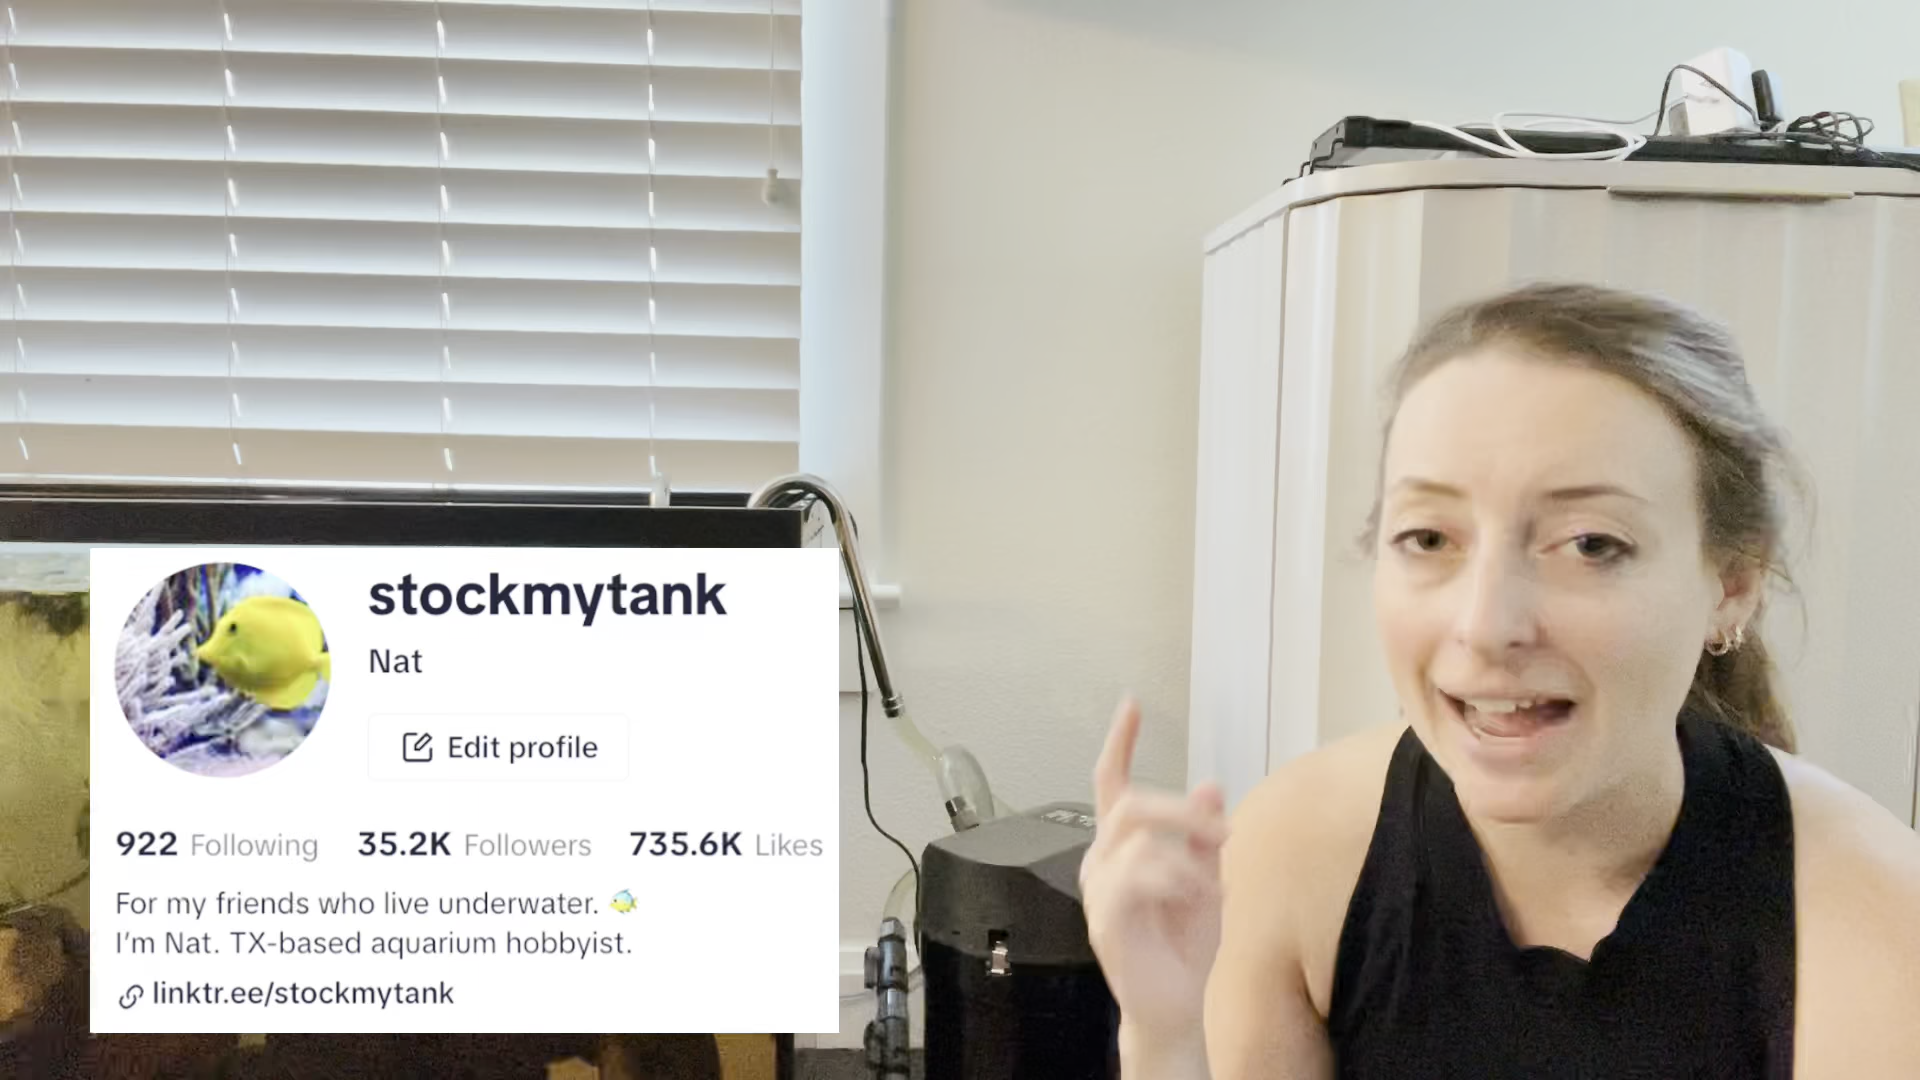 stockmytank
Nat
Edit profile
922 Following 35.2K Followers 735.6K Likes
For my friends who live underwater. 🐠
I'm Nat. TX-based aquarium hobbyist.
linktr.ee/stockmytank